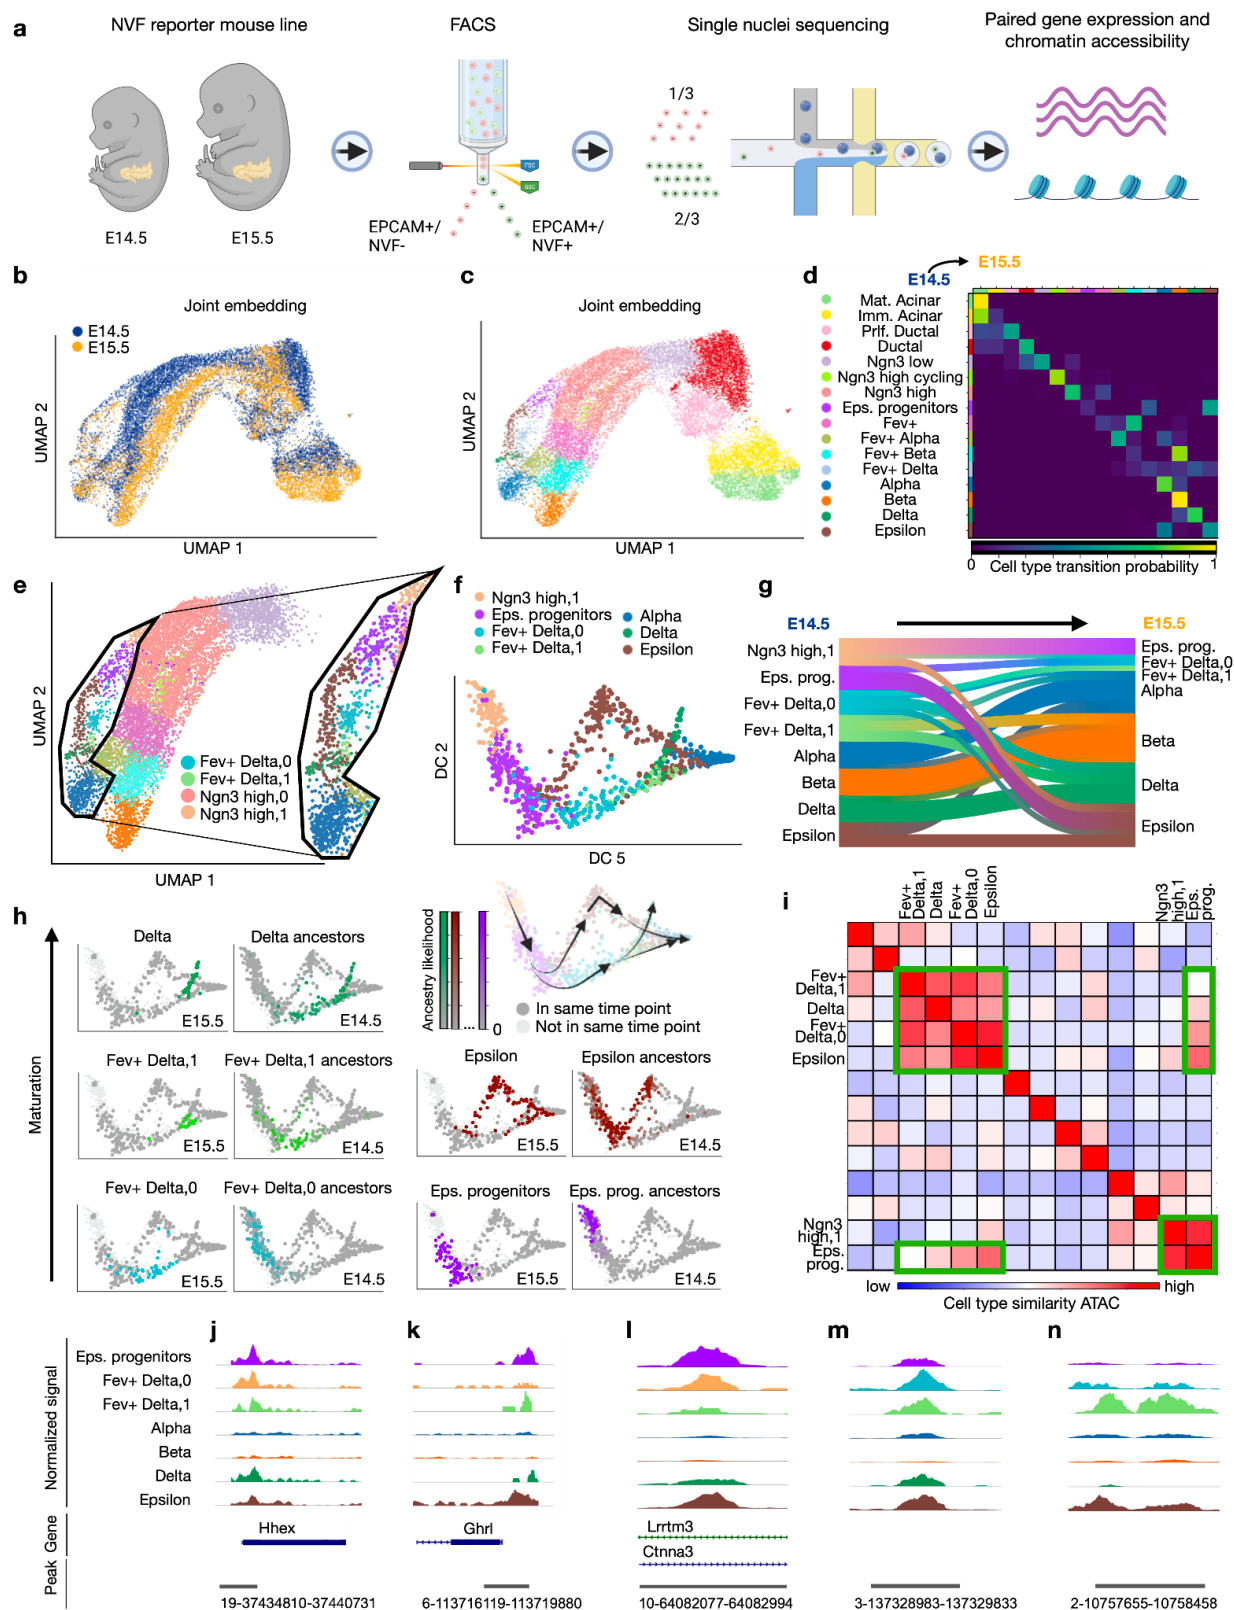 a
NVF reporter mouse line
FACS
Single nuclei sequencing
Paired gene expression and
chromatin accessibility
1/3
2/3
FSC
SSC
EPCAM+/
NVF-
EPCAM+/
NVF+
E14.5
E15.5
b
Joint embedding
E14.5
E15.5
UMAP 2
UMAP 1
c
Joint embedding
UMAP 2
UMAP 1
d
E14.5
E15.5
Mat. Acinar
Imm. Acinar
Prlf. Ductal
Ductal
Ngn3 low
Ngn3 high cycling
Ngn3 high
Eps. progenitors
Fev+
Fev+ Alpha
Fev+ Beta
Fev+ Delta
Alpha
Beta
Delta
Epsilon
0
1
Cell type transition probability
e
UMAP 2
UMAP 1
Fev+ Delta,0
Fev+ Delta,1
Ngn3 high,0
Ngn3 high,1
f
Ngn3 high,1
Eps. progenitors
Fev+ Delta,0
Fev+ Delta,1
Alpha
Delta
Epsilon
DC 2
DC 5
g
E14.5
E15.5
Ngn3 high,1
Eps. prog.
Fev+ Delta,0
Fev+ Delta,1
Alpha
Beta
Delta
Epsilon
Eps. prog.
Fev+ Delta,0
Fev+ Delta,1
Alpha
Beta
Delta
Epsilon
h
Maturation
Delta
E15.5
Delta ancestors
E14.5
Ancestry likelihood
...
0
In same time point
Not in same time point
Fev+ Delta,1
E15.5
Fev+ Delta,1 ancestors
E14.5
Epsilon
E15.5
Epsilon ancestors
E14.5
Fev+ Delta,0
E15.5
Fev+ Delta,0 ancestors
E14.5
Eps. progenitors
E15.5
Eps. prog. ancestors
E14.5
i
Fev+
Delta,1
Delta
Fev+
Delta,0
Epsilon
Ngn3
high,1
Eps.
prog.
Fev+
Delta,1
Delta
Fev+
Delta,0
Epsilon
Ngn3
high,1
Eps.
prog.
low
high
Cell type similarity ATAC
j
k
l
m
n
Normalized signal
Eps. progenitors
Fev+ Delta,0
Fev+ Delta,1
Alpha
Beta
Delta
Epsilon
Gene
Hhex
Ghrl
Lrrtm3
Ctnna3
Peak
19-37434810-37440731
6-113716119-113719880
10-64082077-64082994
3-137328983-137329833
2-10757655-10758458